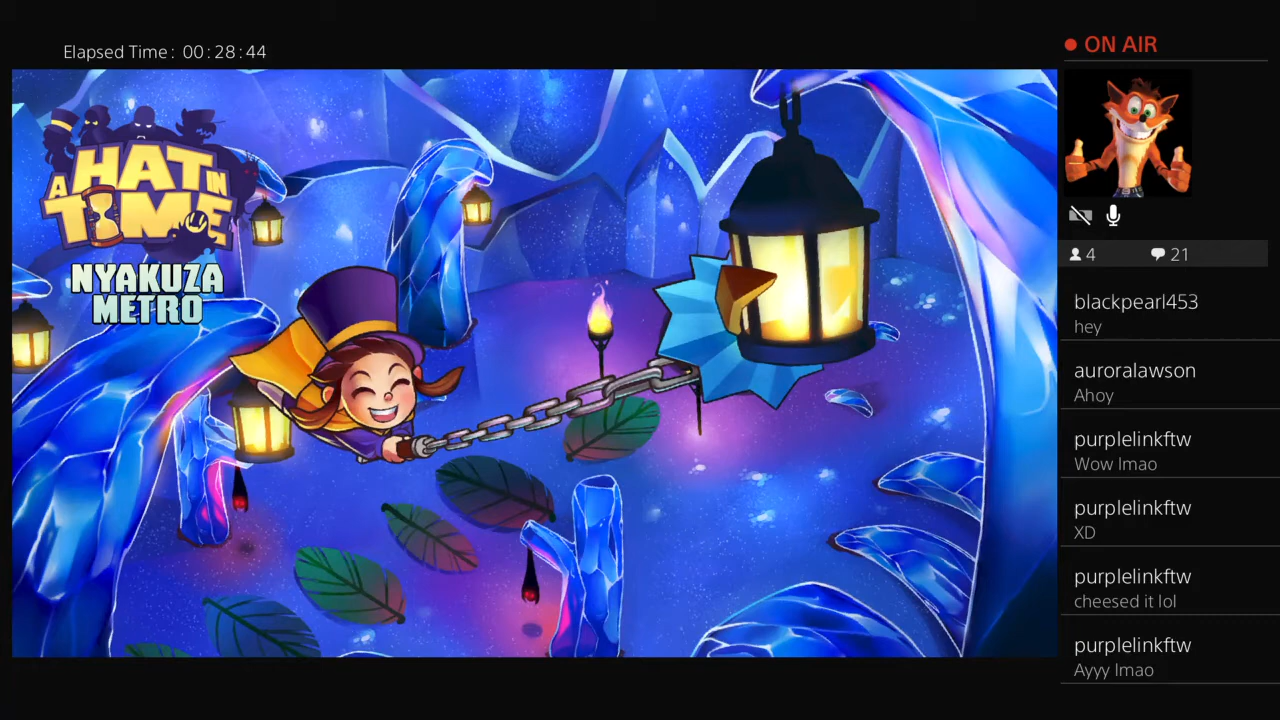 Elapsed Time: 00:28:44
ON AIR
A HAT IN TIME
NYAKUZA
METRO
4 21
blackpearl453
hey
auroralawson
Ahoy
purplelinkftw
Wow lmao
purplelinkftw
XD
purplelinkftw
cheesed it lol
purplelinkftw
Ayyy lmao